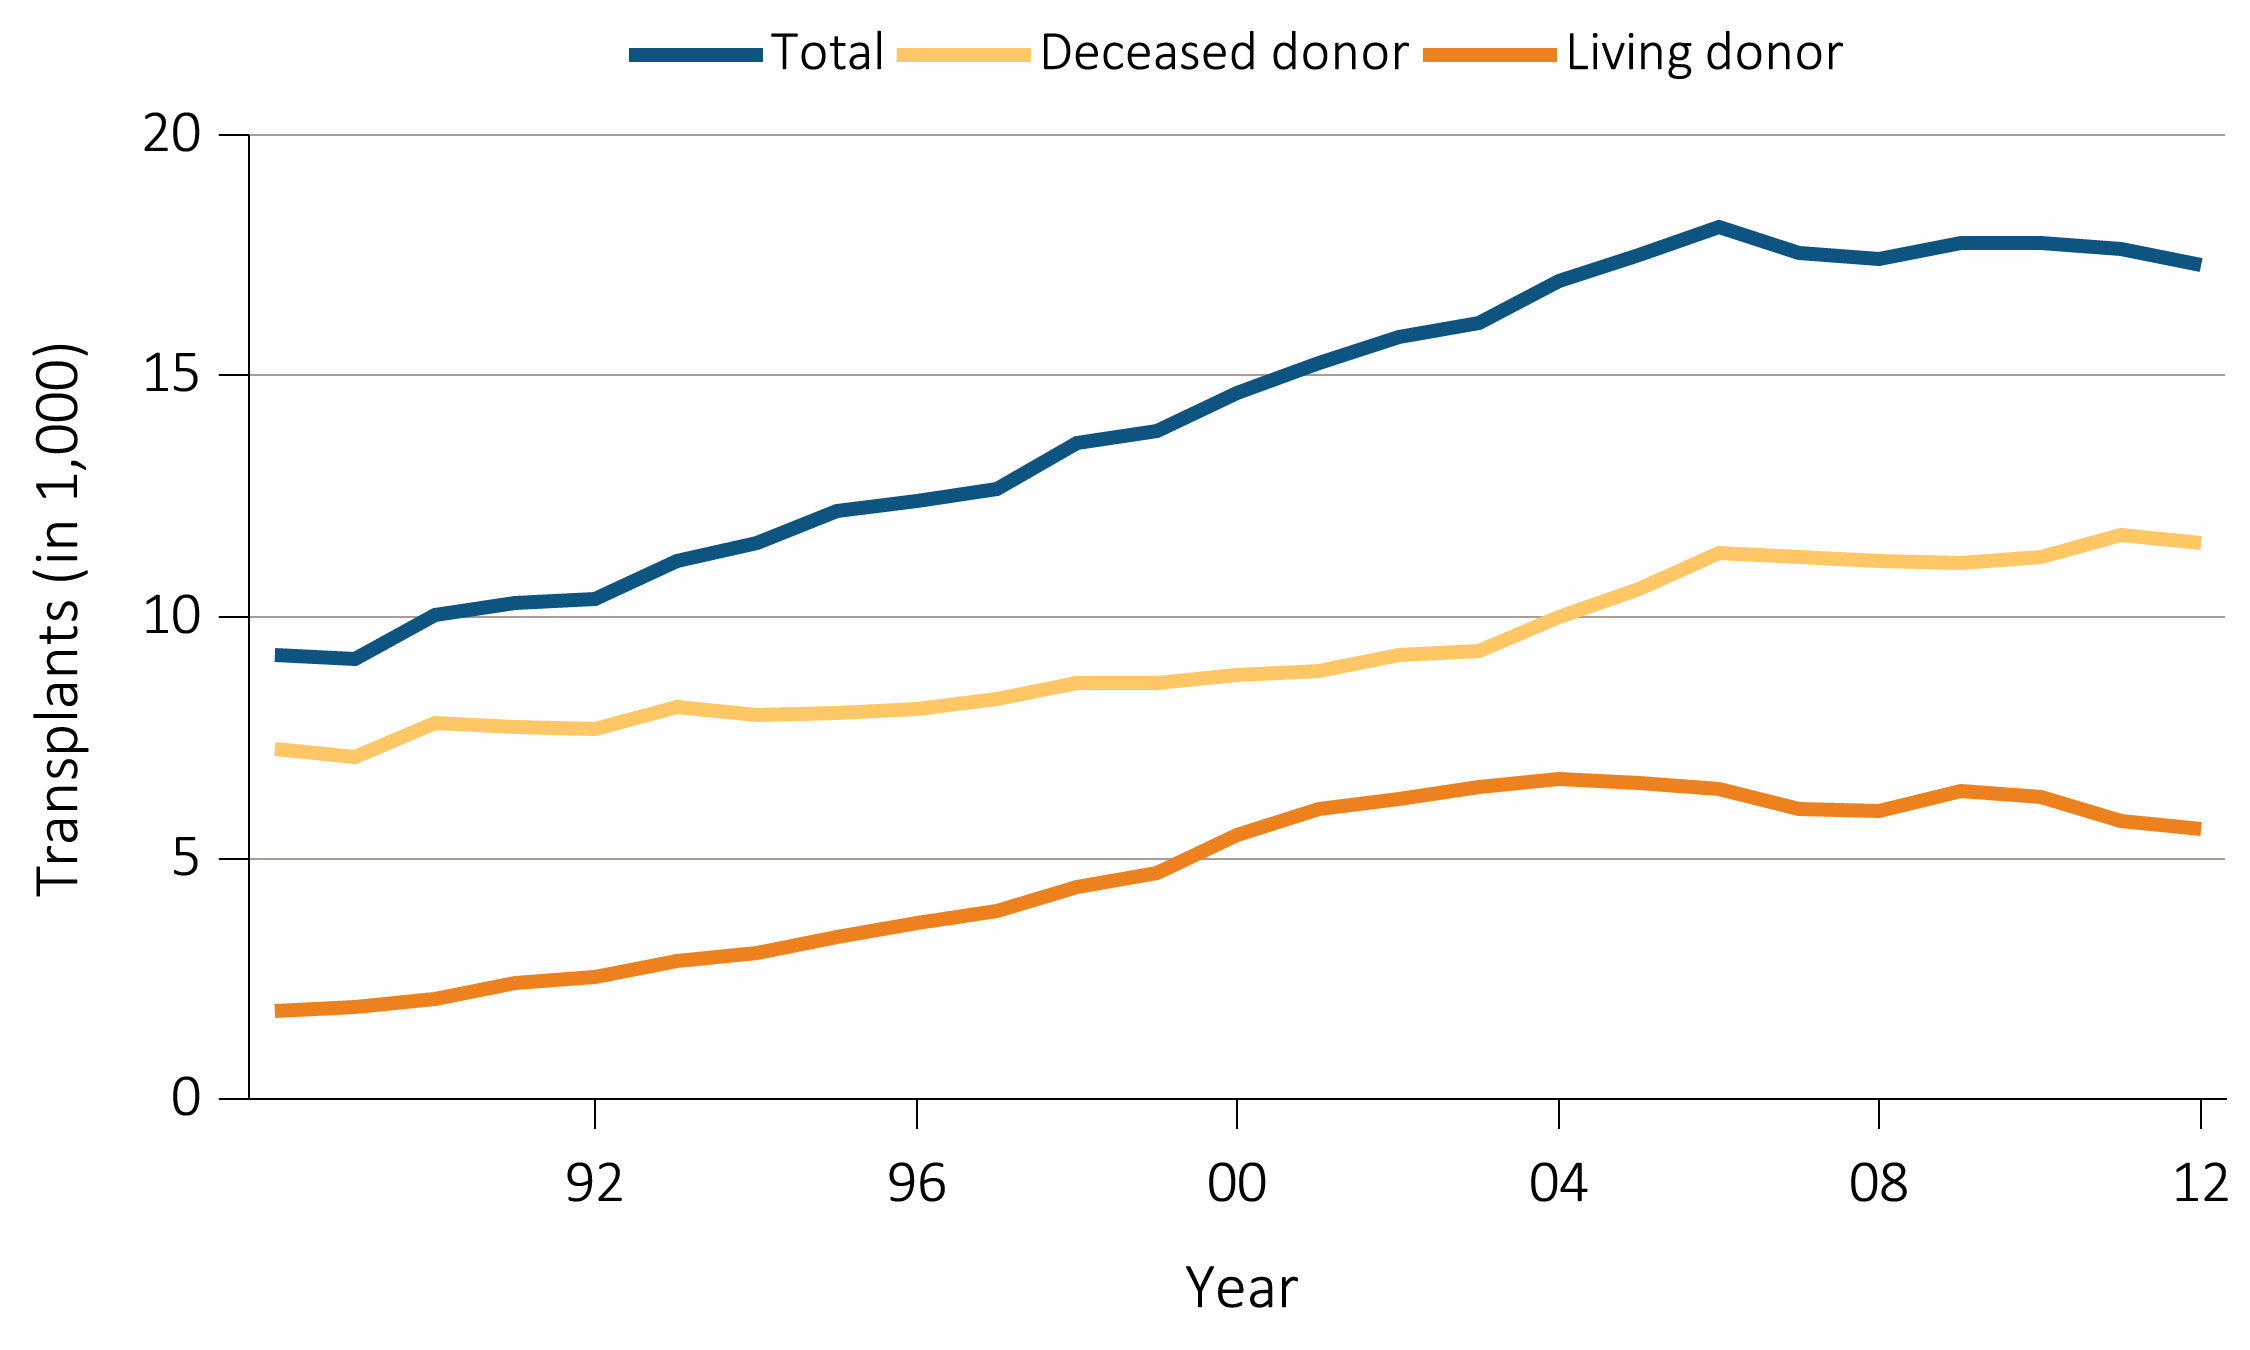 Total Deceased donor Living donor
20
15
10
5
0
Transplants (in 1,000)
92 96 00 04 08 12
Year